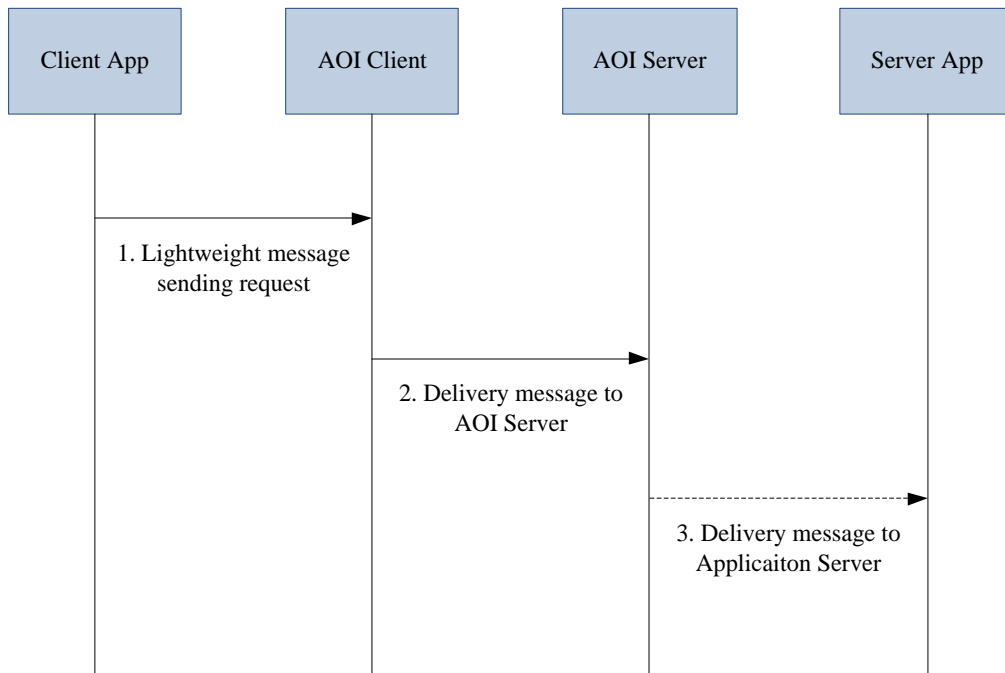 Client App
AOI Client
AOI Server
Server App
1. Lightweight message
sending request
2. Delivery message to
AOI Server
3. Delivery message to
Applicaiton Server